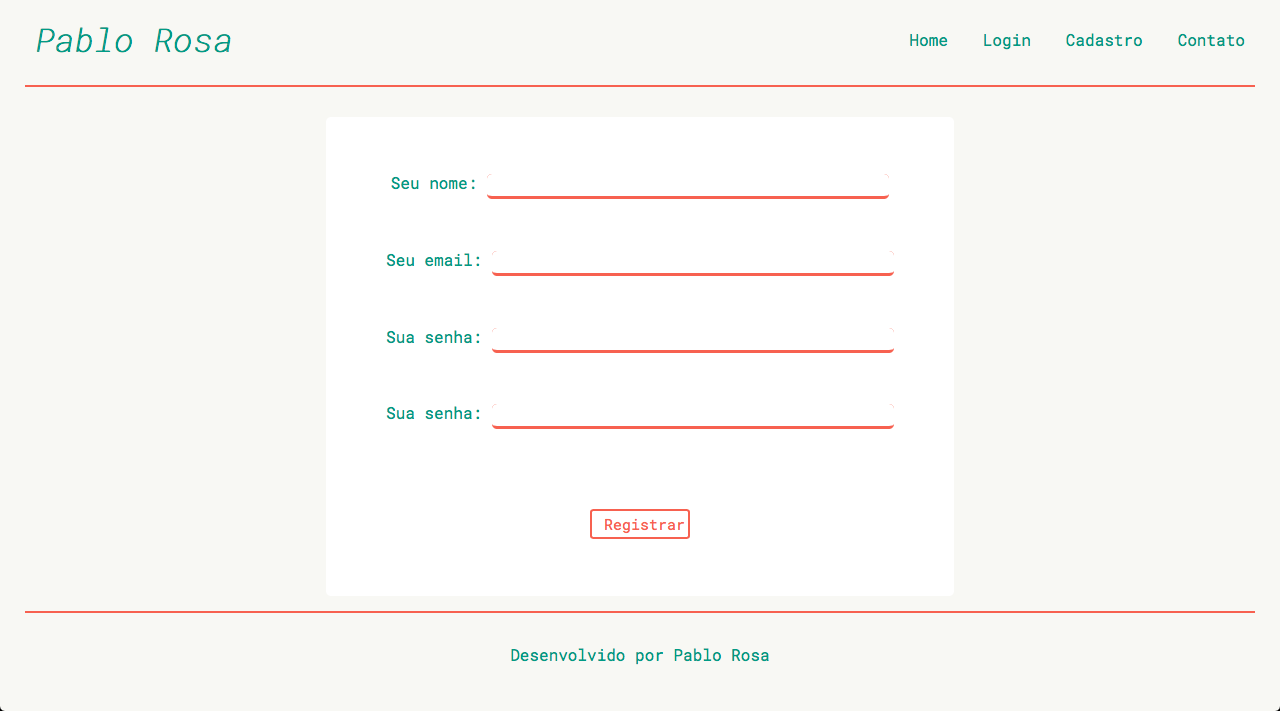 Pablo Rosa
Home Login Cadastro Contato
Seu nome:
Seu email:
Sua senha:
Sua senha:
Registrar
Desenvolvido por Pablo Rosa